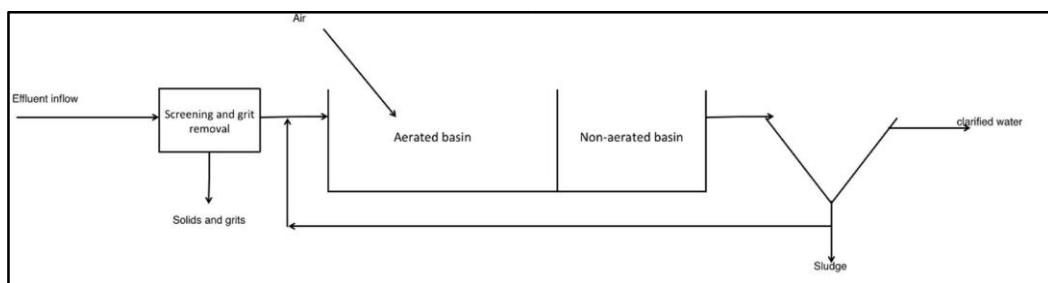 Air
Effluent inflow
Screening and grit
removal
Aerated basin
Non-aerated basin
clarified water
Solids and grits
Sludge